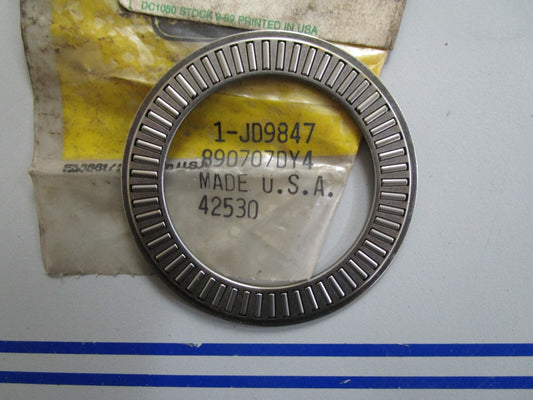 DC1050 STOCK 9-89 PRINTED IN USA
1-JD9847
890707DY4
MADE U.S.A.
42530